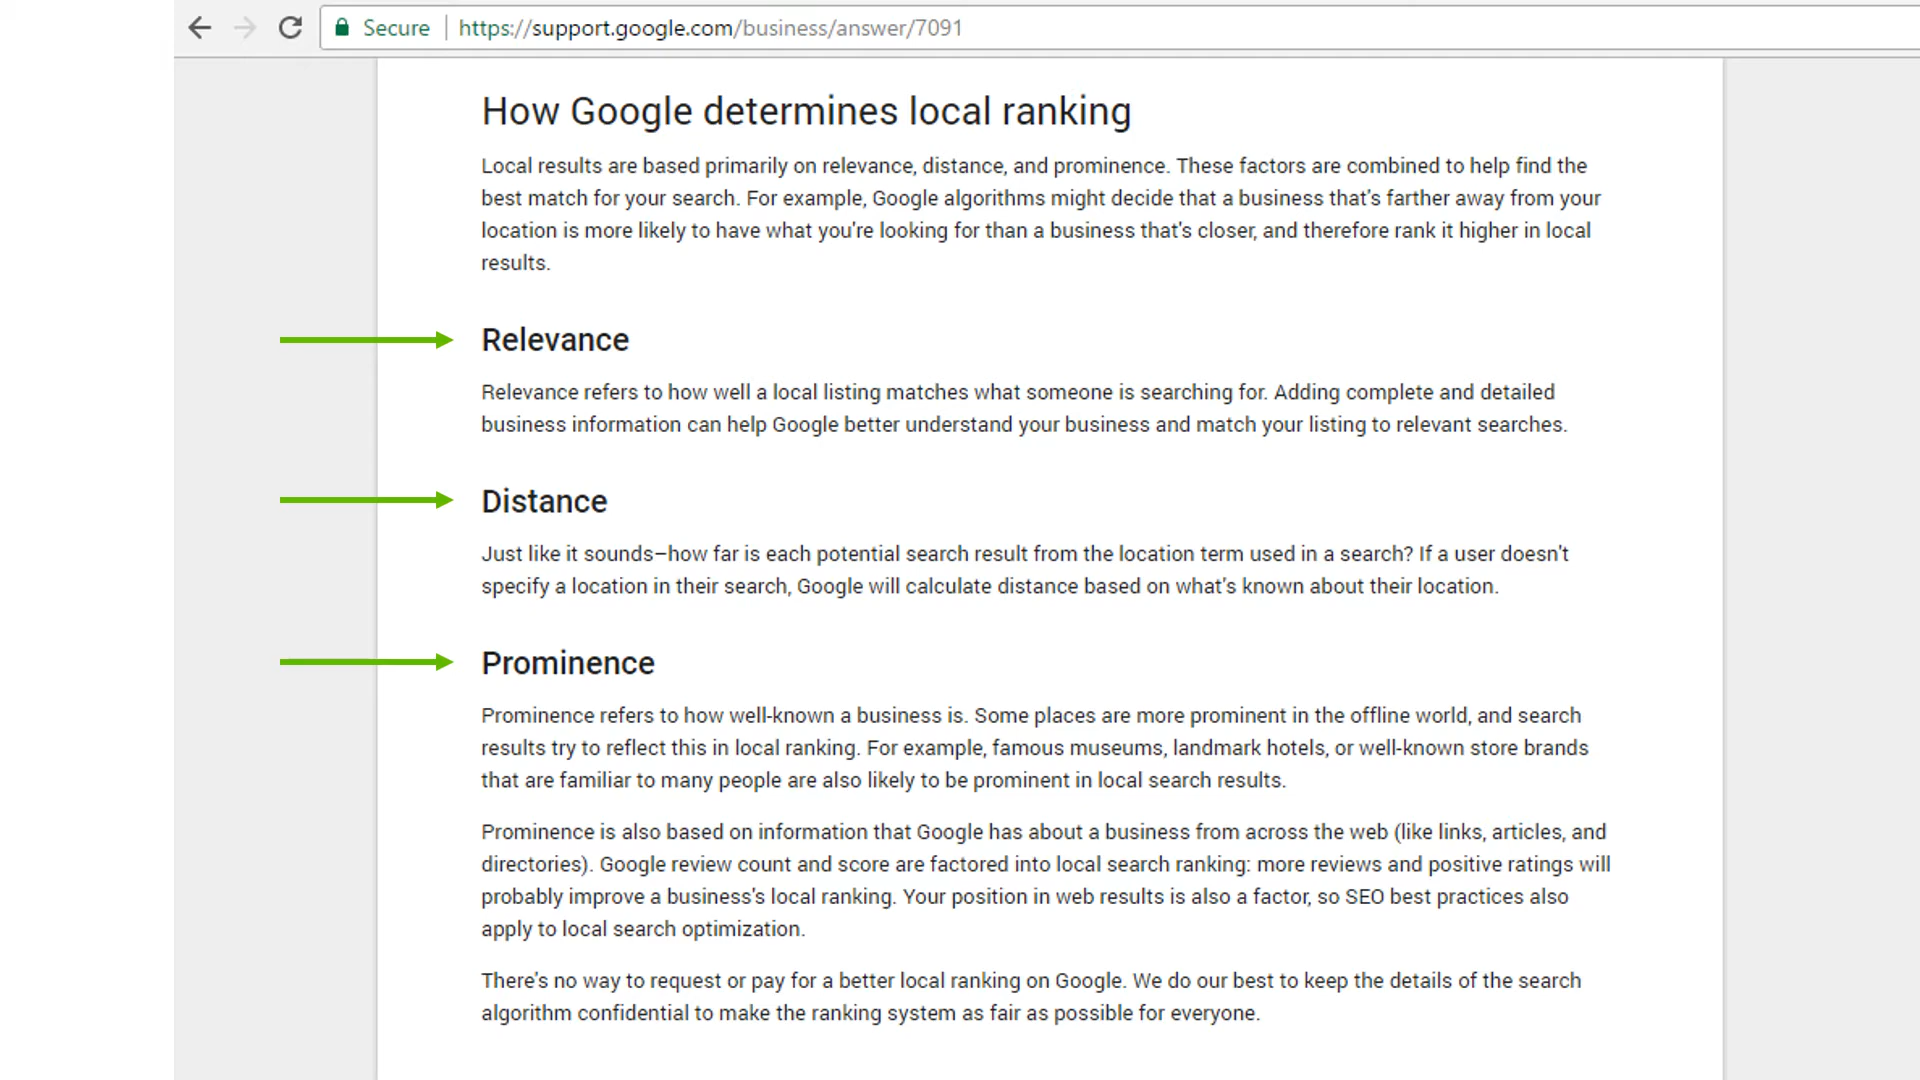 Secure https://support.google.com/business/answer/7091
How Google determines local ranking
Local results are based primarily on relevance, distance, and prominence. These factors are combined to help find the
best match for your search. For example, Google algorithms might decide that a business that's farther away from your
location is more likely to have what you're looking for than a business that's closer, and therefore rank it higher in local
results.
Relevance
Relevance refers to how well a local listing matches what someone is searching for. Adding complete and detailed
business information can help Google better understand your business and match your listing to relevant searches.
Distance
Just like it sounds–how far is each potential search result from the location term used in a search? If a user doesn't
specify a location in their search, Google will calculate distance based on what's known about their location.
Prominence
Prominence refers to how well-known a business is. Some places are more prominent in the offline world, and search
results try to reflect this in local ranking. For example, famous museums, landmark hotels, or well-known store brands
that are familiar to many people are also likely to be prominent in local search results.
Prominence is also based on information that Google has about a business from across the web (like links, articles, and
directories). Google review count and score are factored into local search ranking: more reviews and positive ratings will
probably improve a business's local ranking. Your position in web results is also a factor, so SEO best practices also
apply to local search optimization.
There's no way to request or pay for a better local ranking on Google. We do our best to keep the details of the search
algorithm confidential to make the ranking system as fair as possible for everyone.